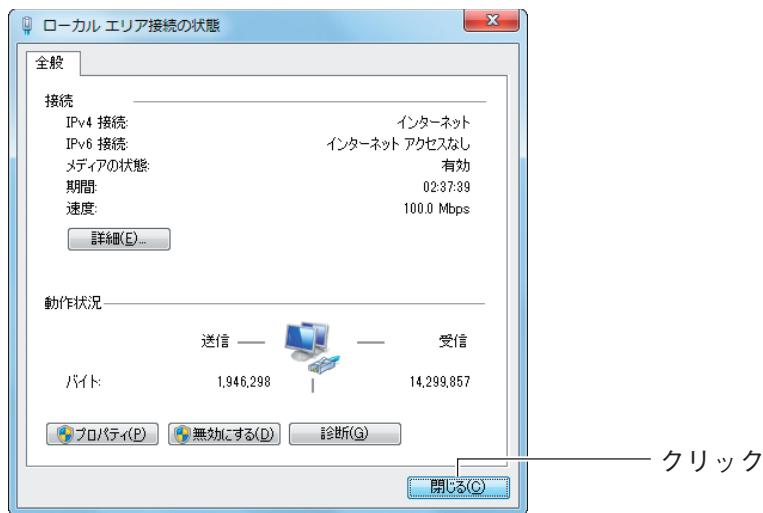 ローカル エリア接続の状態
全般
接続
IPv4 接続: インターネット
IPv6 接続: インターネット アクセスなし
メディアの状態: 有効
期間: 02:37:39
速度: 100.0 Mbps
詳細(E)...
動作状況
送信 受信
バイト: 1,946,298 14,299,857
プロパティ(P) 無効にする(D) 診断(G)
閉じる(C) クリック